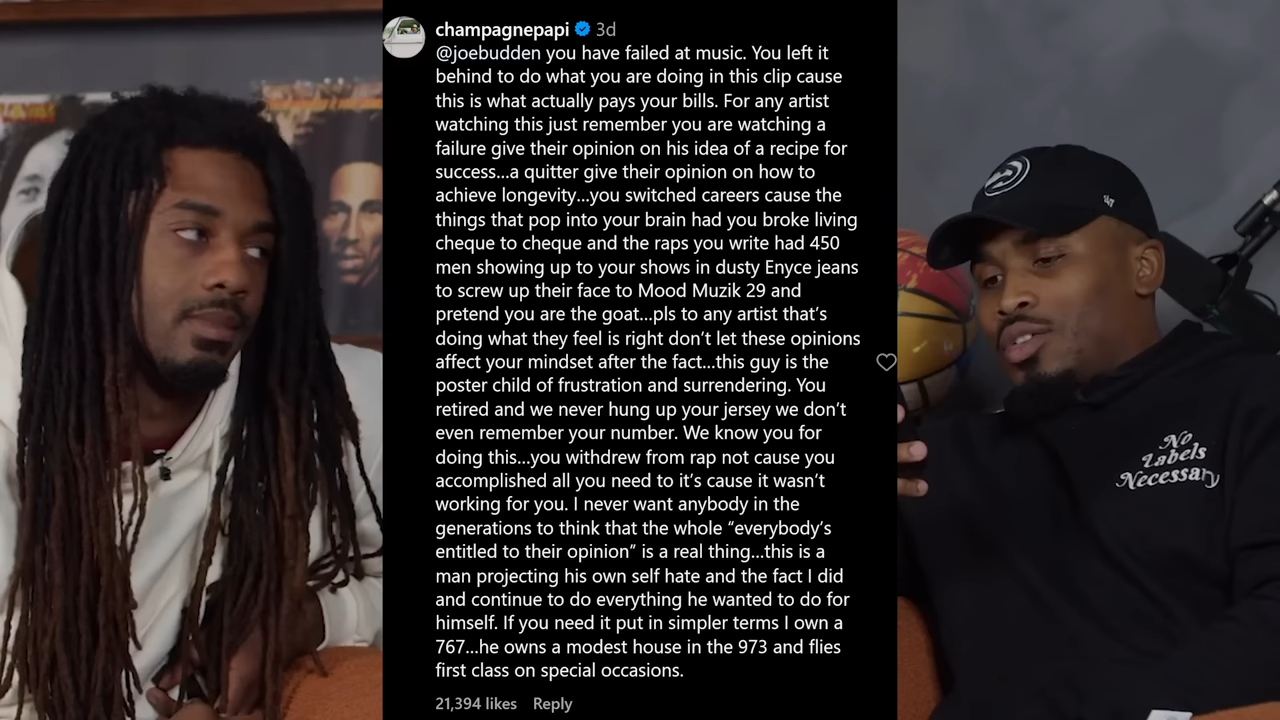 champagnepapi 3d
@joebudden you have failed at music. You left it
behind to do what you are doing in this clip cause
this is what actually pays your bills. For any artist
watching this just remember you are watching a
failure give their opinion on his idea of a recipe for
success...a quitter give their opinion on how to
achieve longevity...you switched careers cause the
things that pop into your brain had you broke living
cheque to cheque and the raps you write had 450
men showing up to your shows in dusty Enyce jeans
to screw up their face to Mood Muzik 29 and
pretend you are the goat...pls to any artist that’s
doing what they feel is right don’t let these opinions
affect your mindset after the fact...this guy is the
poster child of frustration and surrendering. You
retired and we never hung up your jersey we don’t
even remember your number. We know you for
doing this...you withdrew from rap not cause you
accomplished all you need to it’s cause it wasn’t
working for you. I never want anybody in the
generations to think that the whole “everybody’s
entitled to their opinion” is a real thing...this is a
man projecting his own self hate and the fact I did
and continue to do everything he wanted to do for
himself. If you need it put in simpler terms I own a
767...he owns a modest house in the 973 and flies
first class on special occasions.
21,394 likes Reply
No
Labels
Necessary
'47